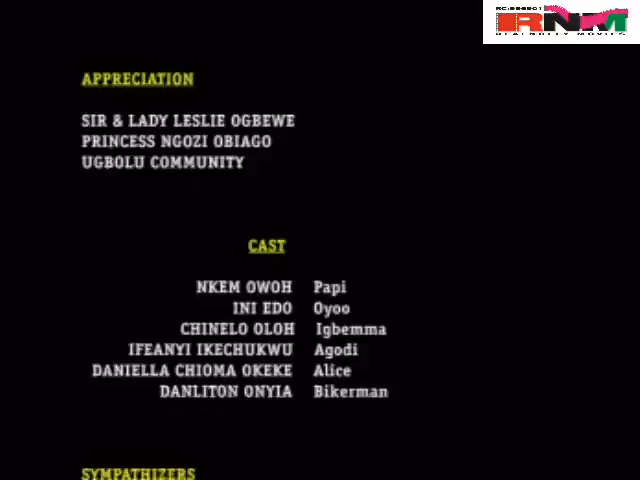 RNM
APPRECIATION
SIR & LADY LESLIE OGBEWE
PRINCESS NGOZI OBIAGO
UGBOLU COMMUNITY
CAST
NKEM OWOH Papi
INI EDO Oyoo
CHINELO OLOH Igbemma
IFEANYI IKECHUKWU Agodi
DANIELLA CHIOMA OKEKE Alice
DANLITON ONYIA Bikerman
SYMPATHIZERS